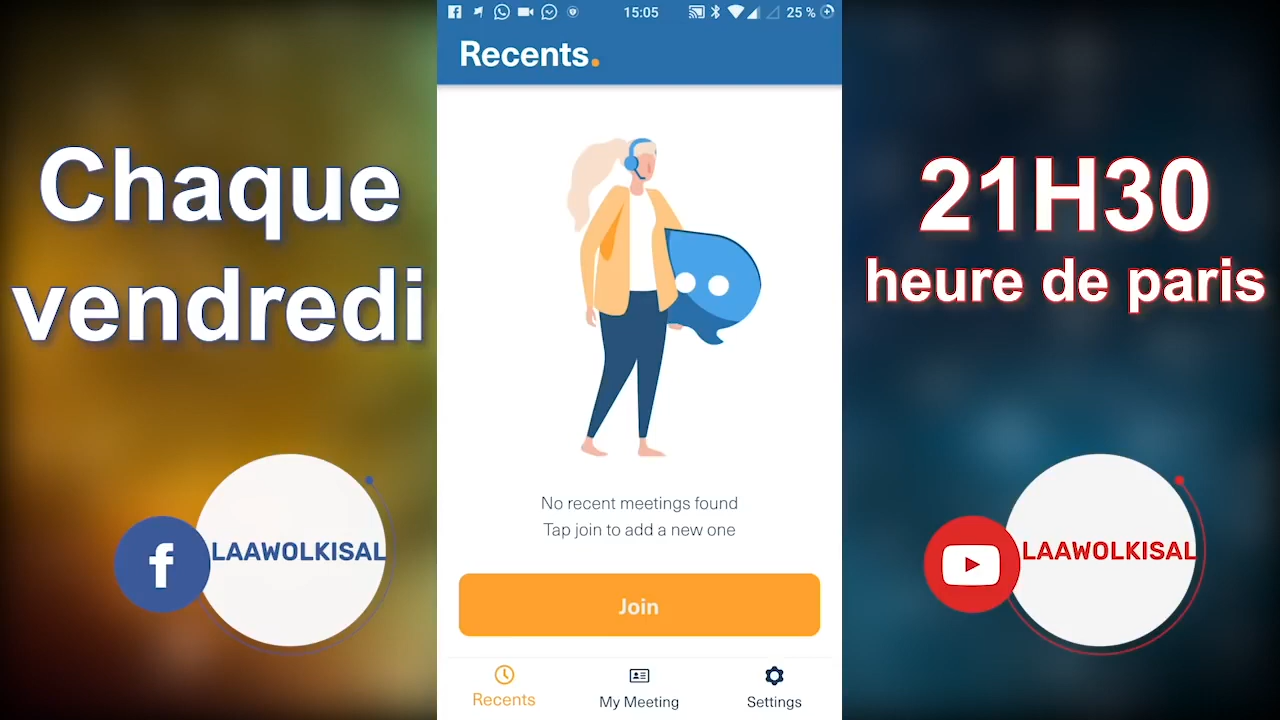 Chaque
vendredi
LAAWOLKISAL
15:05
25 %
Recents.
No recent meetings found
Tap join to add a new one
Join
Recents
My Meeting
Settings
21H30
heure de paris
LAAWOLKISAL